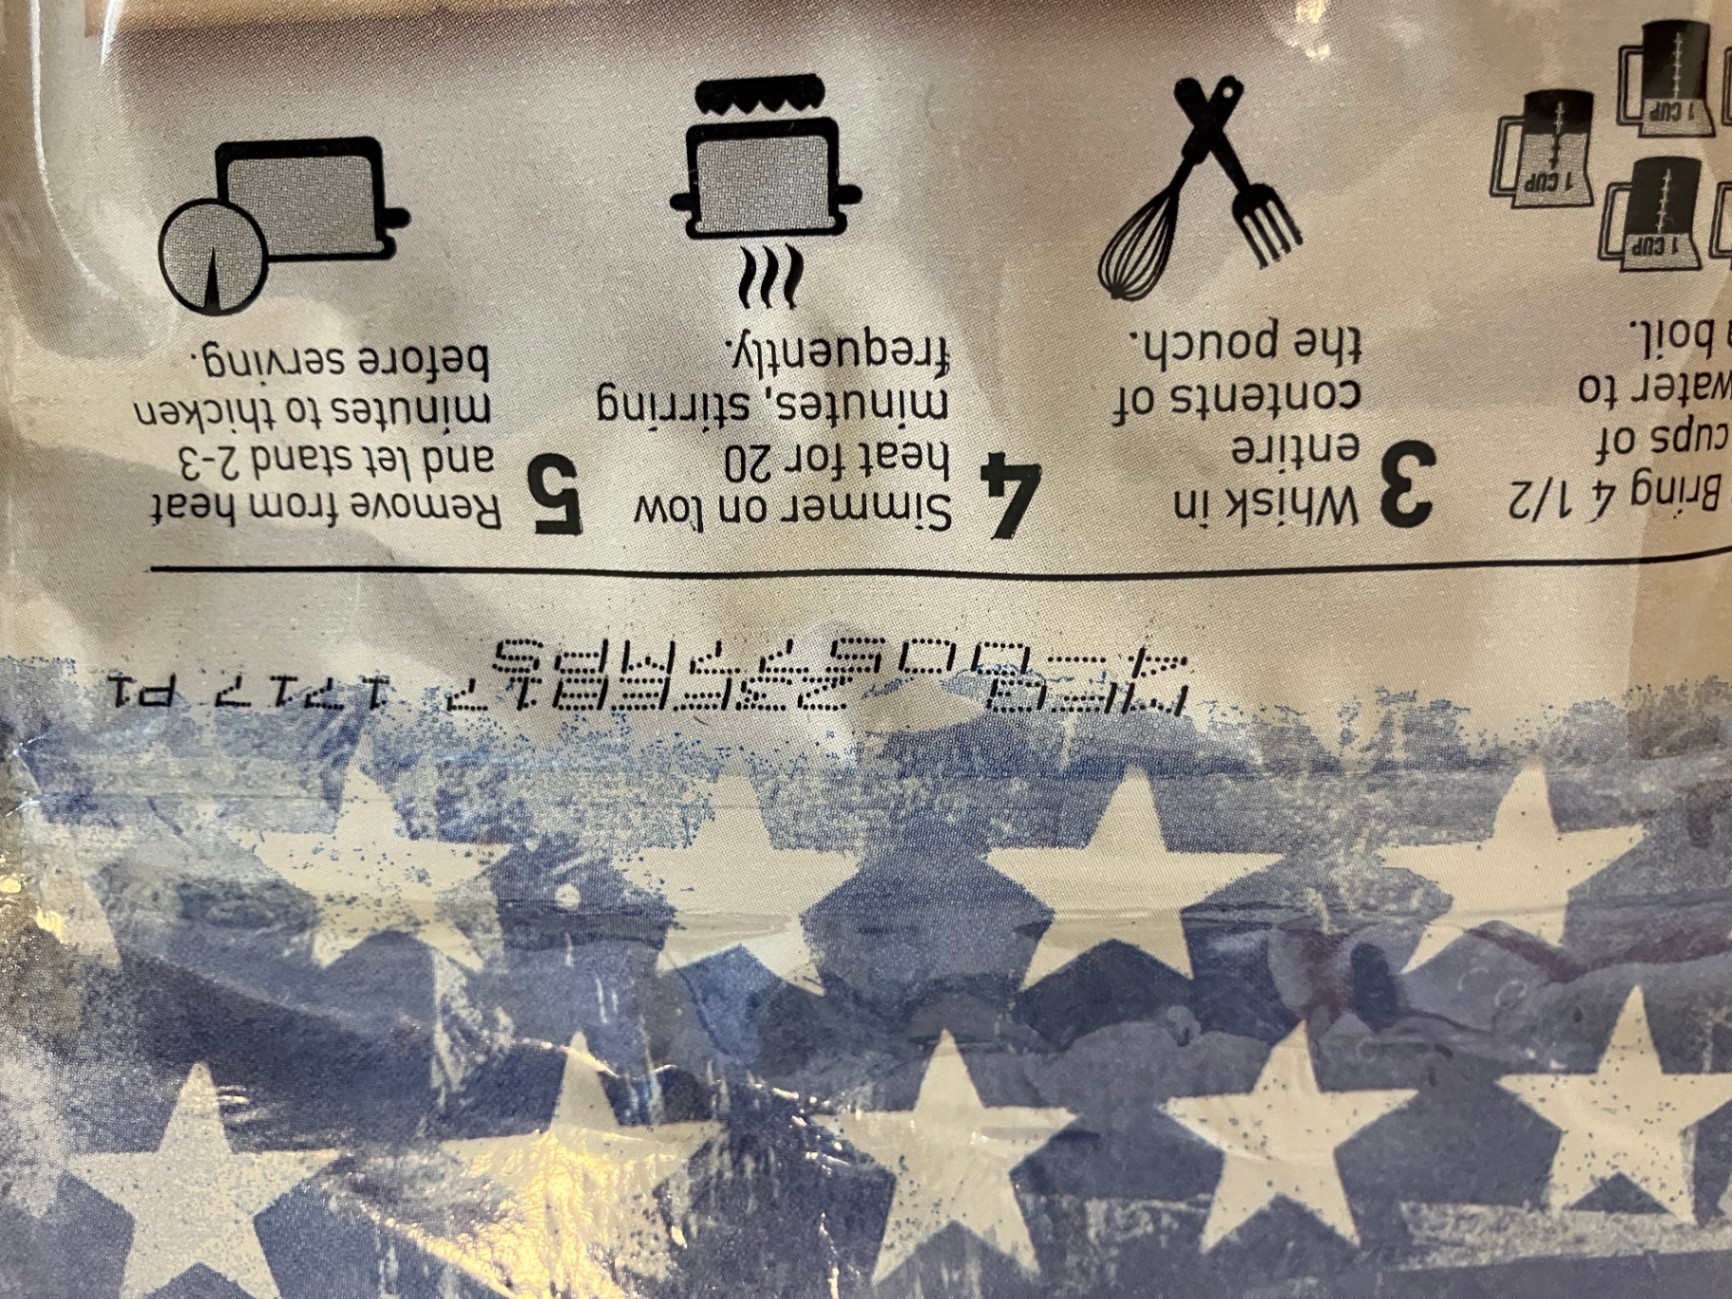 Bring 4 1/2
cups of
water to
boil.
1 CUP
1 CUP
1 CUP
3 Whisk in
entire
contents of
the pouch.
4 Simmer on low
heat for 20
minutes, stirring
frequently.
5 Remove from heat
and let stand 2-3
minutes to thicken
before serving.